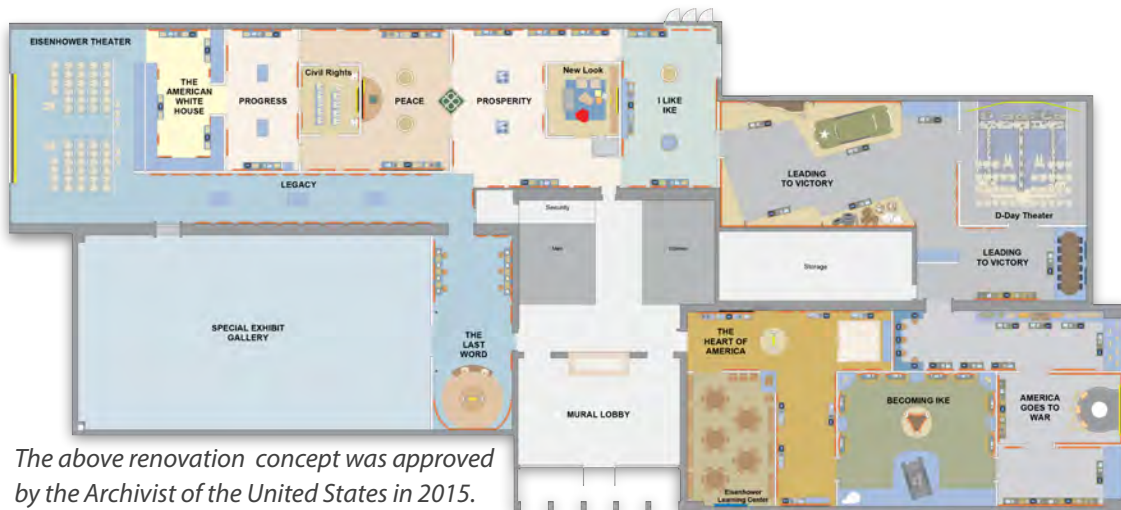 EISENHOWER THEATER
THE
AMERICAN
WHITE
HOUSE
PROGRESS
Civil Rights
PEACE
PROSPERITY
New Look
I LIKE
IKE
LEGACY
LEADING
TO VICTORY
D-Day Theater
LEADING
TO VICTORY
Security
Men
Women
Storage
SPECIAL EXHIBIT
GALLERY
THE
LAST
WORD
MURAL LOBBY
THE
HEART OF
AMERICA
BECOMING IKE
AMERICA
GOES TO
WAR
Eisenhower
Learning Center
The above renovation concept was approved
by the Archivist of the United States in 2015.